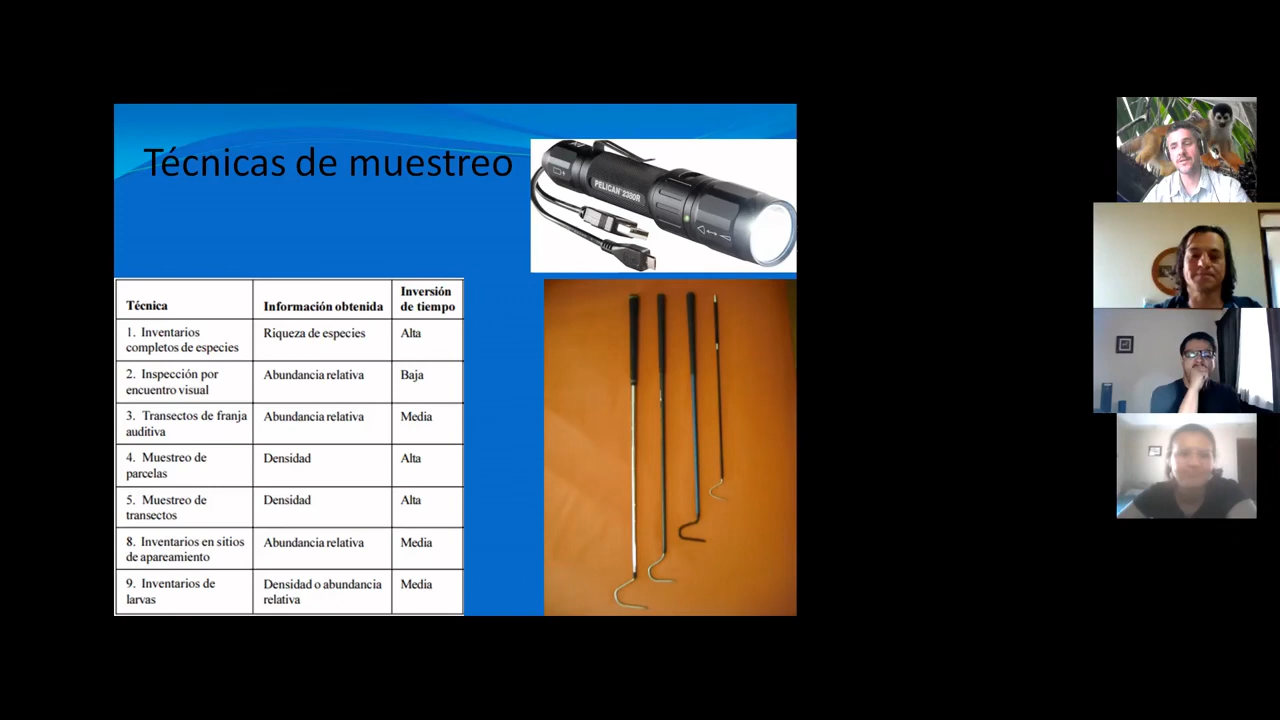 Técnicas de muestreo
PELICAN 2380R
Técnica Información obtenida Inversión de tiempo
1. Inventarios completos de especies Riqueza de especies Alta
2. Inspección por encuentro visual Abundancia relativa Baja
3. Transectos de franja auditiva Abundancia relativa Media
4. Muestreo de parcelas Densidad Alta
5. Muestreo de transectos Densidad Alta
8. Inventarios en sitios de apareamiento Abundancia relativa Media
9. Inventarios de larvas Densidad o abundancia relativa Media